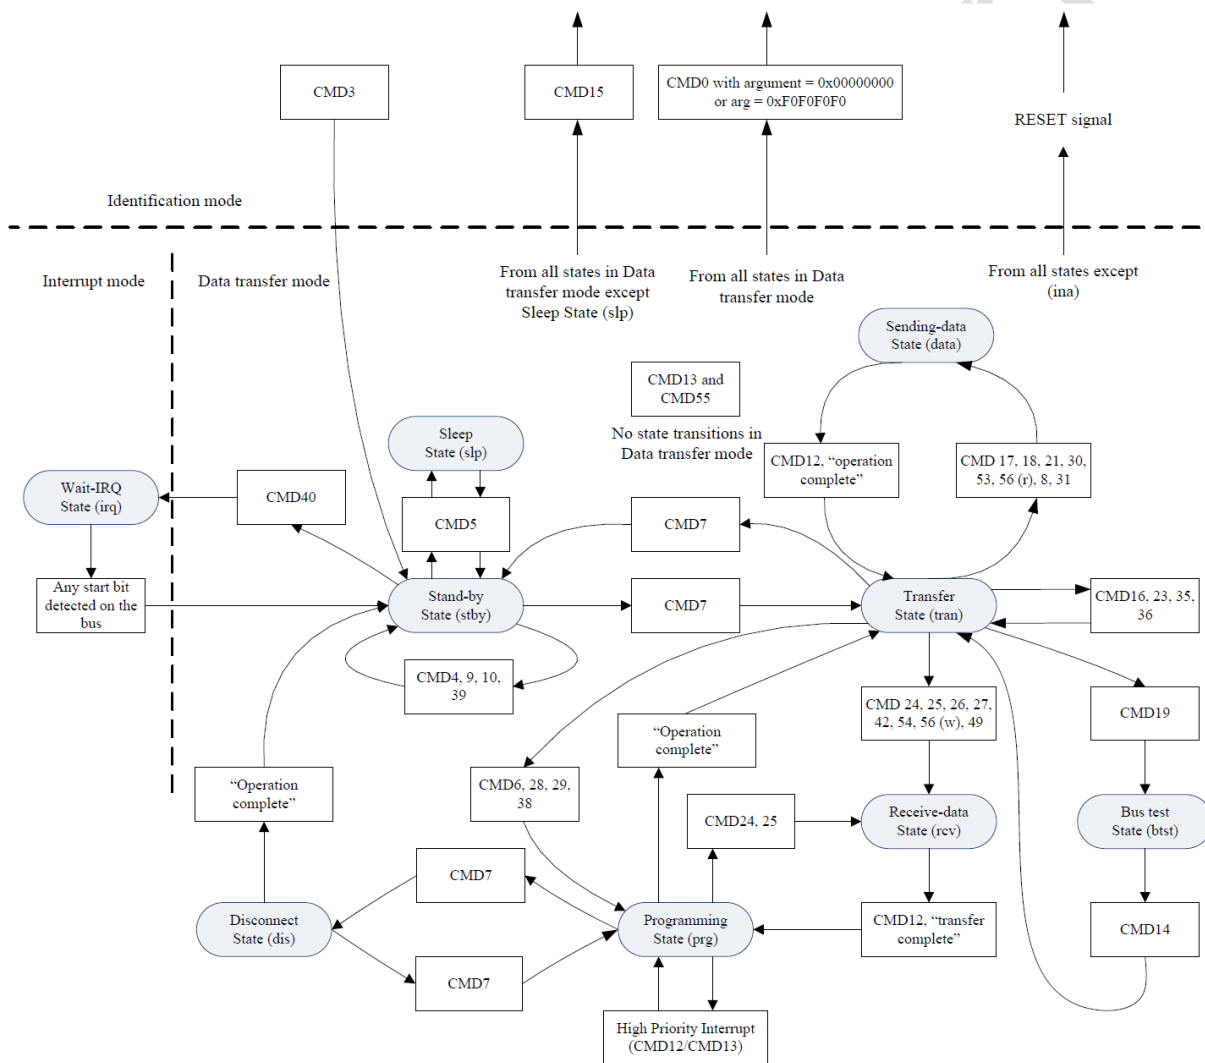 CMD3
CMD15
CMD0 with argument = 0x00000000
or arg = 0xF0F0F0F0
RESET signal
Identification mode
Interrupt mode
Data transfer mode
From all states in Data
transfer mode except
Sleep State (slp)
From all states in Data
transfer mode
From all states except
(ina)
Sending-data
State (data)
CMD13 and
CMD55
No state transitions in
Data transfer mode
Sleep
State (slp)
CMD12, “operation
complete”
CMD 17, 18, 21, 30,
53, 56 (r), 8, 31
Wait-IRQ
State (irq)
CMD40
CMD5
CMD7
Any start bit
detected on the
bus
Stand-by
State (stby)
CMD7
Transfer
State (tran)
CMD16, 23, 35,
36
CMD4, 9, 10,
39
CMD 24, 25, 26, 27,
42, 54, 56 (w), 49
CMD19
“Operation
complete”
“Operation
complete”
CMD6, 28, 29,
38
CMD24, 25
Receive-data
State (rcv)
Bus test
State (btst)
CMD7
Disconnect
State (dis)
Programming
State (prg)
CMD12, “transfer
complete”
CMD14
CMD7
High Priority Interrupt
(CMD12/CMD13)